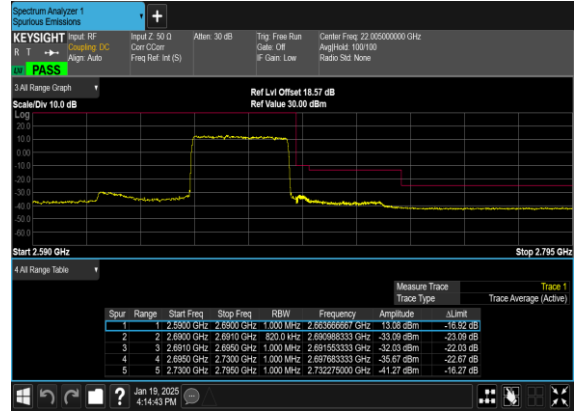 Spectrum Analyzer 1
Spurious Emissions
KEYSIGHT Input: RF Input Z: 50 Ω Atten: 30 dB Trig: Free Run Center Freq: 22.005000000 GHz
R T Coupling: DC Corr CCorr Gate: Off Avg|Hold: 100/100
Align: Auto Freq Ref: Int (S) IF Gain: Low Radio Std: None
PASS
3 All Range Graph
Ref Lvl Offset 18.57 dB
Scale/Div 10.0 dB Ref Value 30.00 dBm
Log
20.0
10.0
0.00
-10.0
-20.0
-30.0
-40.0
-50.0
-60.0
Start 2.590 GHz Stop 2.795 GHz
4 All Range Table
Measure Trace Trace 1
Trace Type Trace Average (Active)
Spur Range Start Freq Stop Freq RBW Frequency Amplitude ΔLimit
1 1 2.5900 GHz 2.6900 GHz 1.000 MHz 2.663666667 GHz 13.08 dBm -16.92 dB
2 2 2.6900 GHz 2.6910 GHz 820.0 kHz 2.690988333 GHz -33.09 dBm -23.09 dB
3 3 2.6910 GHz 2.6950 GHz 1.000 MHz 2.691553333 GHz -32.03 dBm -22.03 dB
4 4 2.6950 GHz 2.7300 GHz 1.000 MHz 2.697683333 GHz -35.67 dBm -22.67 dB
5 5 2.7300 GHz 2.7950 GHz 1.000 MHz 2.732275000 GHz -41.27 dBm -16.27 dB
Jan 19, 2025
4:14:43 PM